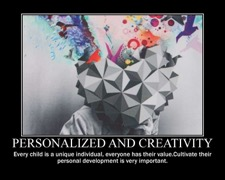 PERSONALIZED AND CREATIVITY
Every child is a unique individual, everyone has their value.Cultivate their
personal development is very important.